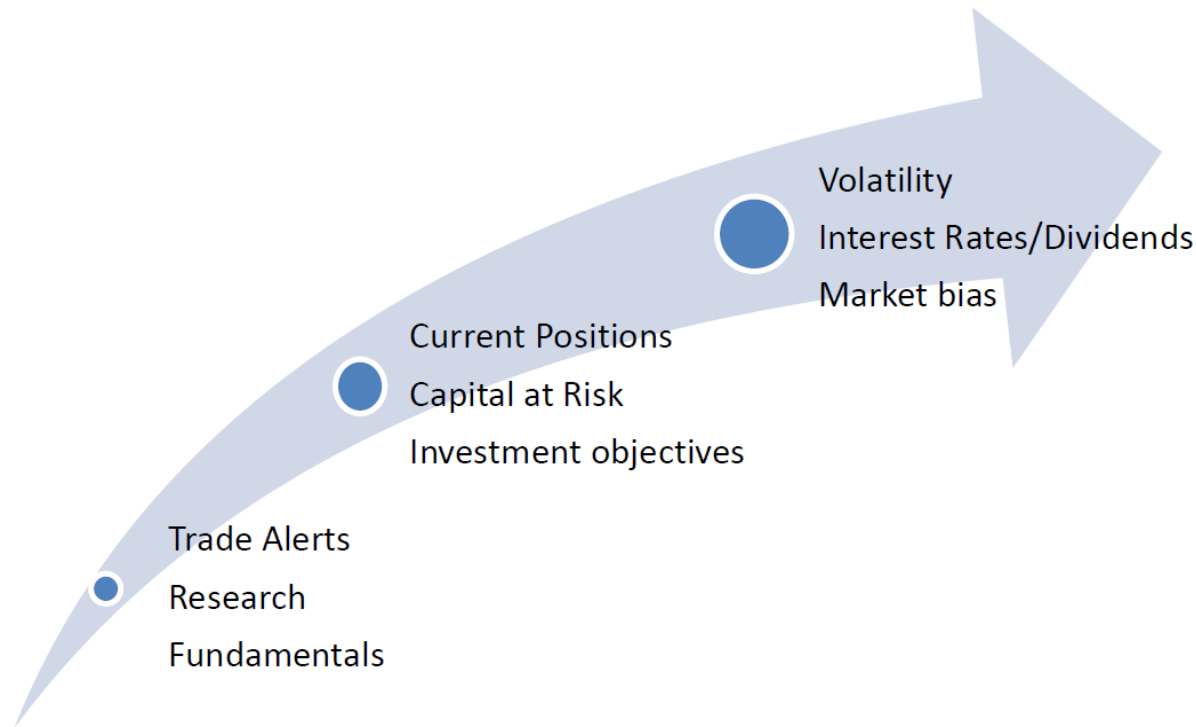 Volatility
Interest Rates/Dividends
Market bias
Current Positions
Capital at Risk
Investment objectives
Trade Alerts
Research
Fundamentals